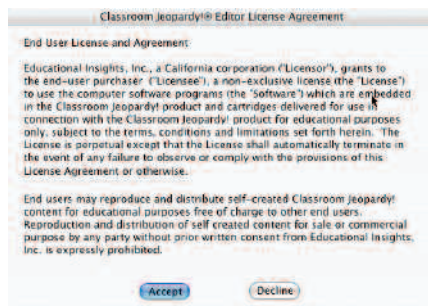 Classroom Jeopardy!® Editor License Agreement
End User License and Agreement
Educational Insights, Inc., a California corporation ("Licensor"), grants to
the end-user purchaser ("Licensee"), a non-exclusive license (the "License")
to use the computer software programs (the "Software") which are embedded
in the Classroom Jeopardy! product and cartridges delivered for use in
connection with the Classroom Jeopardy! product for educational purposes
only, subject to the terms, conditions and limitations set forth herein. The
License is perpetual except that the License shall automatically terminate in
the event of any failure to observe or comply with the provisions of this
License Agreement or otherwise.
End users may reproduce and distribute self-created Classroom Jeopardy!
content for educational purposes free of charge to other end users.
Reproduction and distribution of self created content for sale or commercial
purpose by any party without prior written consent from Educational Insights,
Inc. is expressly prohibited.
Accept Decline